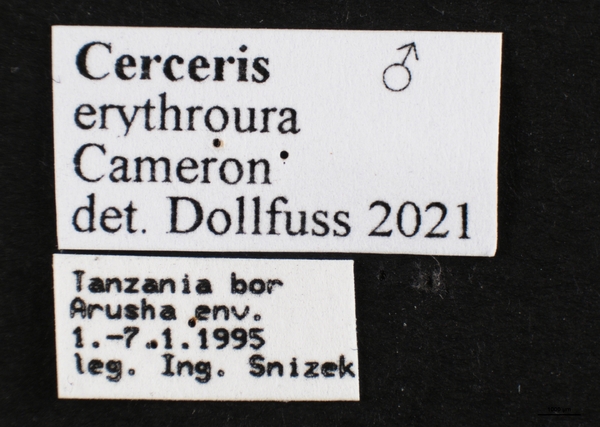 Cerceris ♂
erythroura
Cameron
det. Dollfuss 2021
Tanzania bor
Arusha env.
1.-7.1.1995
leg. Ing. Snizek